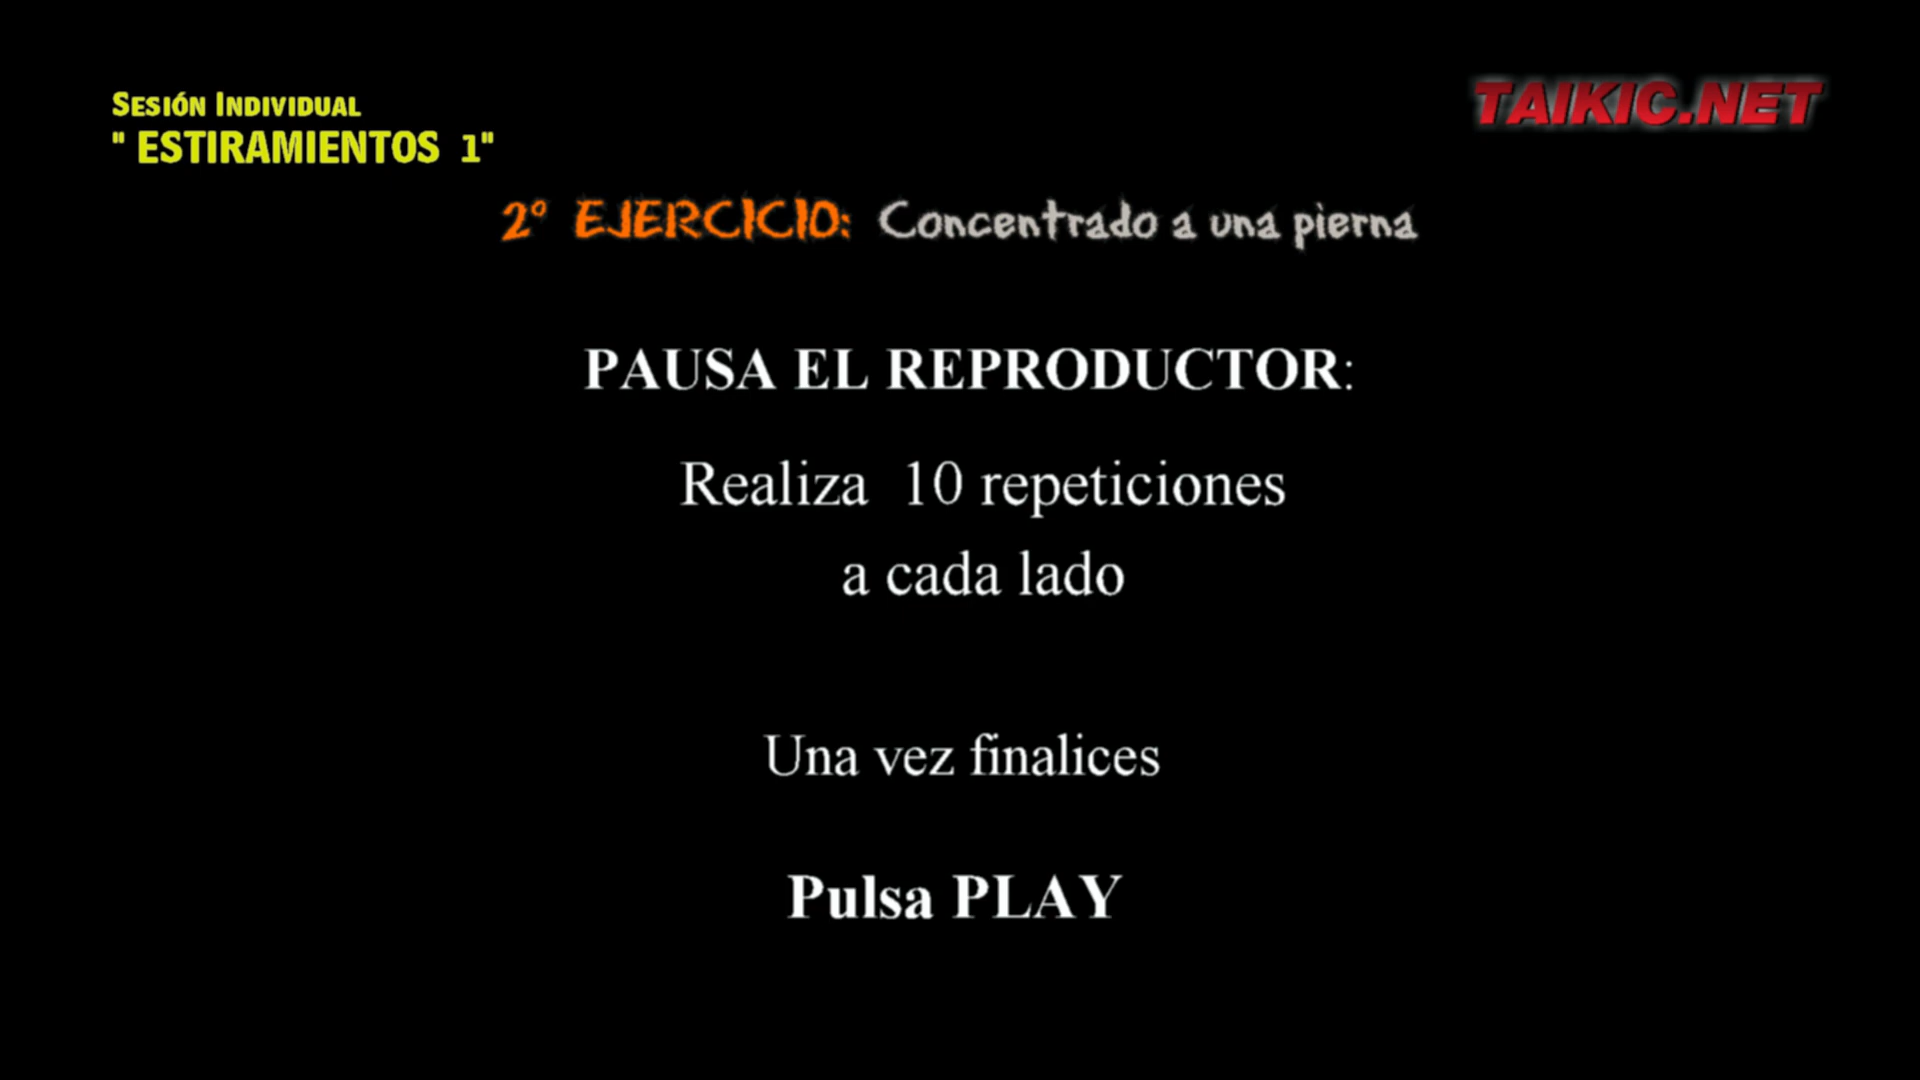 SESIÓN INDIVIDUAL
" ESTIRAMIENTOS 1"
TAIKIC.NET
2º EJERCICIO: Concentrado a una pierna
PAUSA EL REPRODUCTOR:
Realiza 10 repeticiones
a cada lado
Una vez finalices
Pulsa PLAY